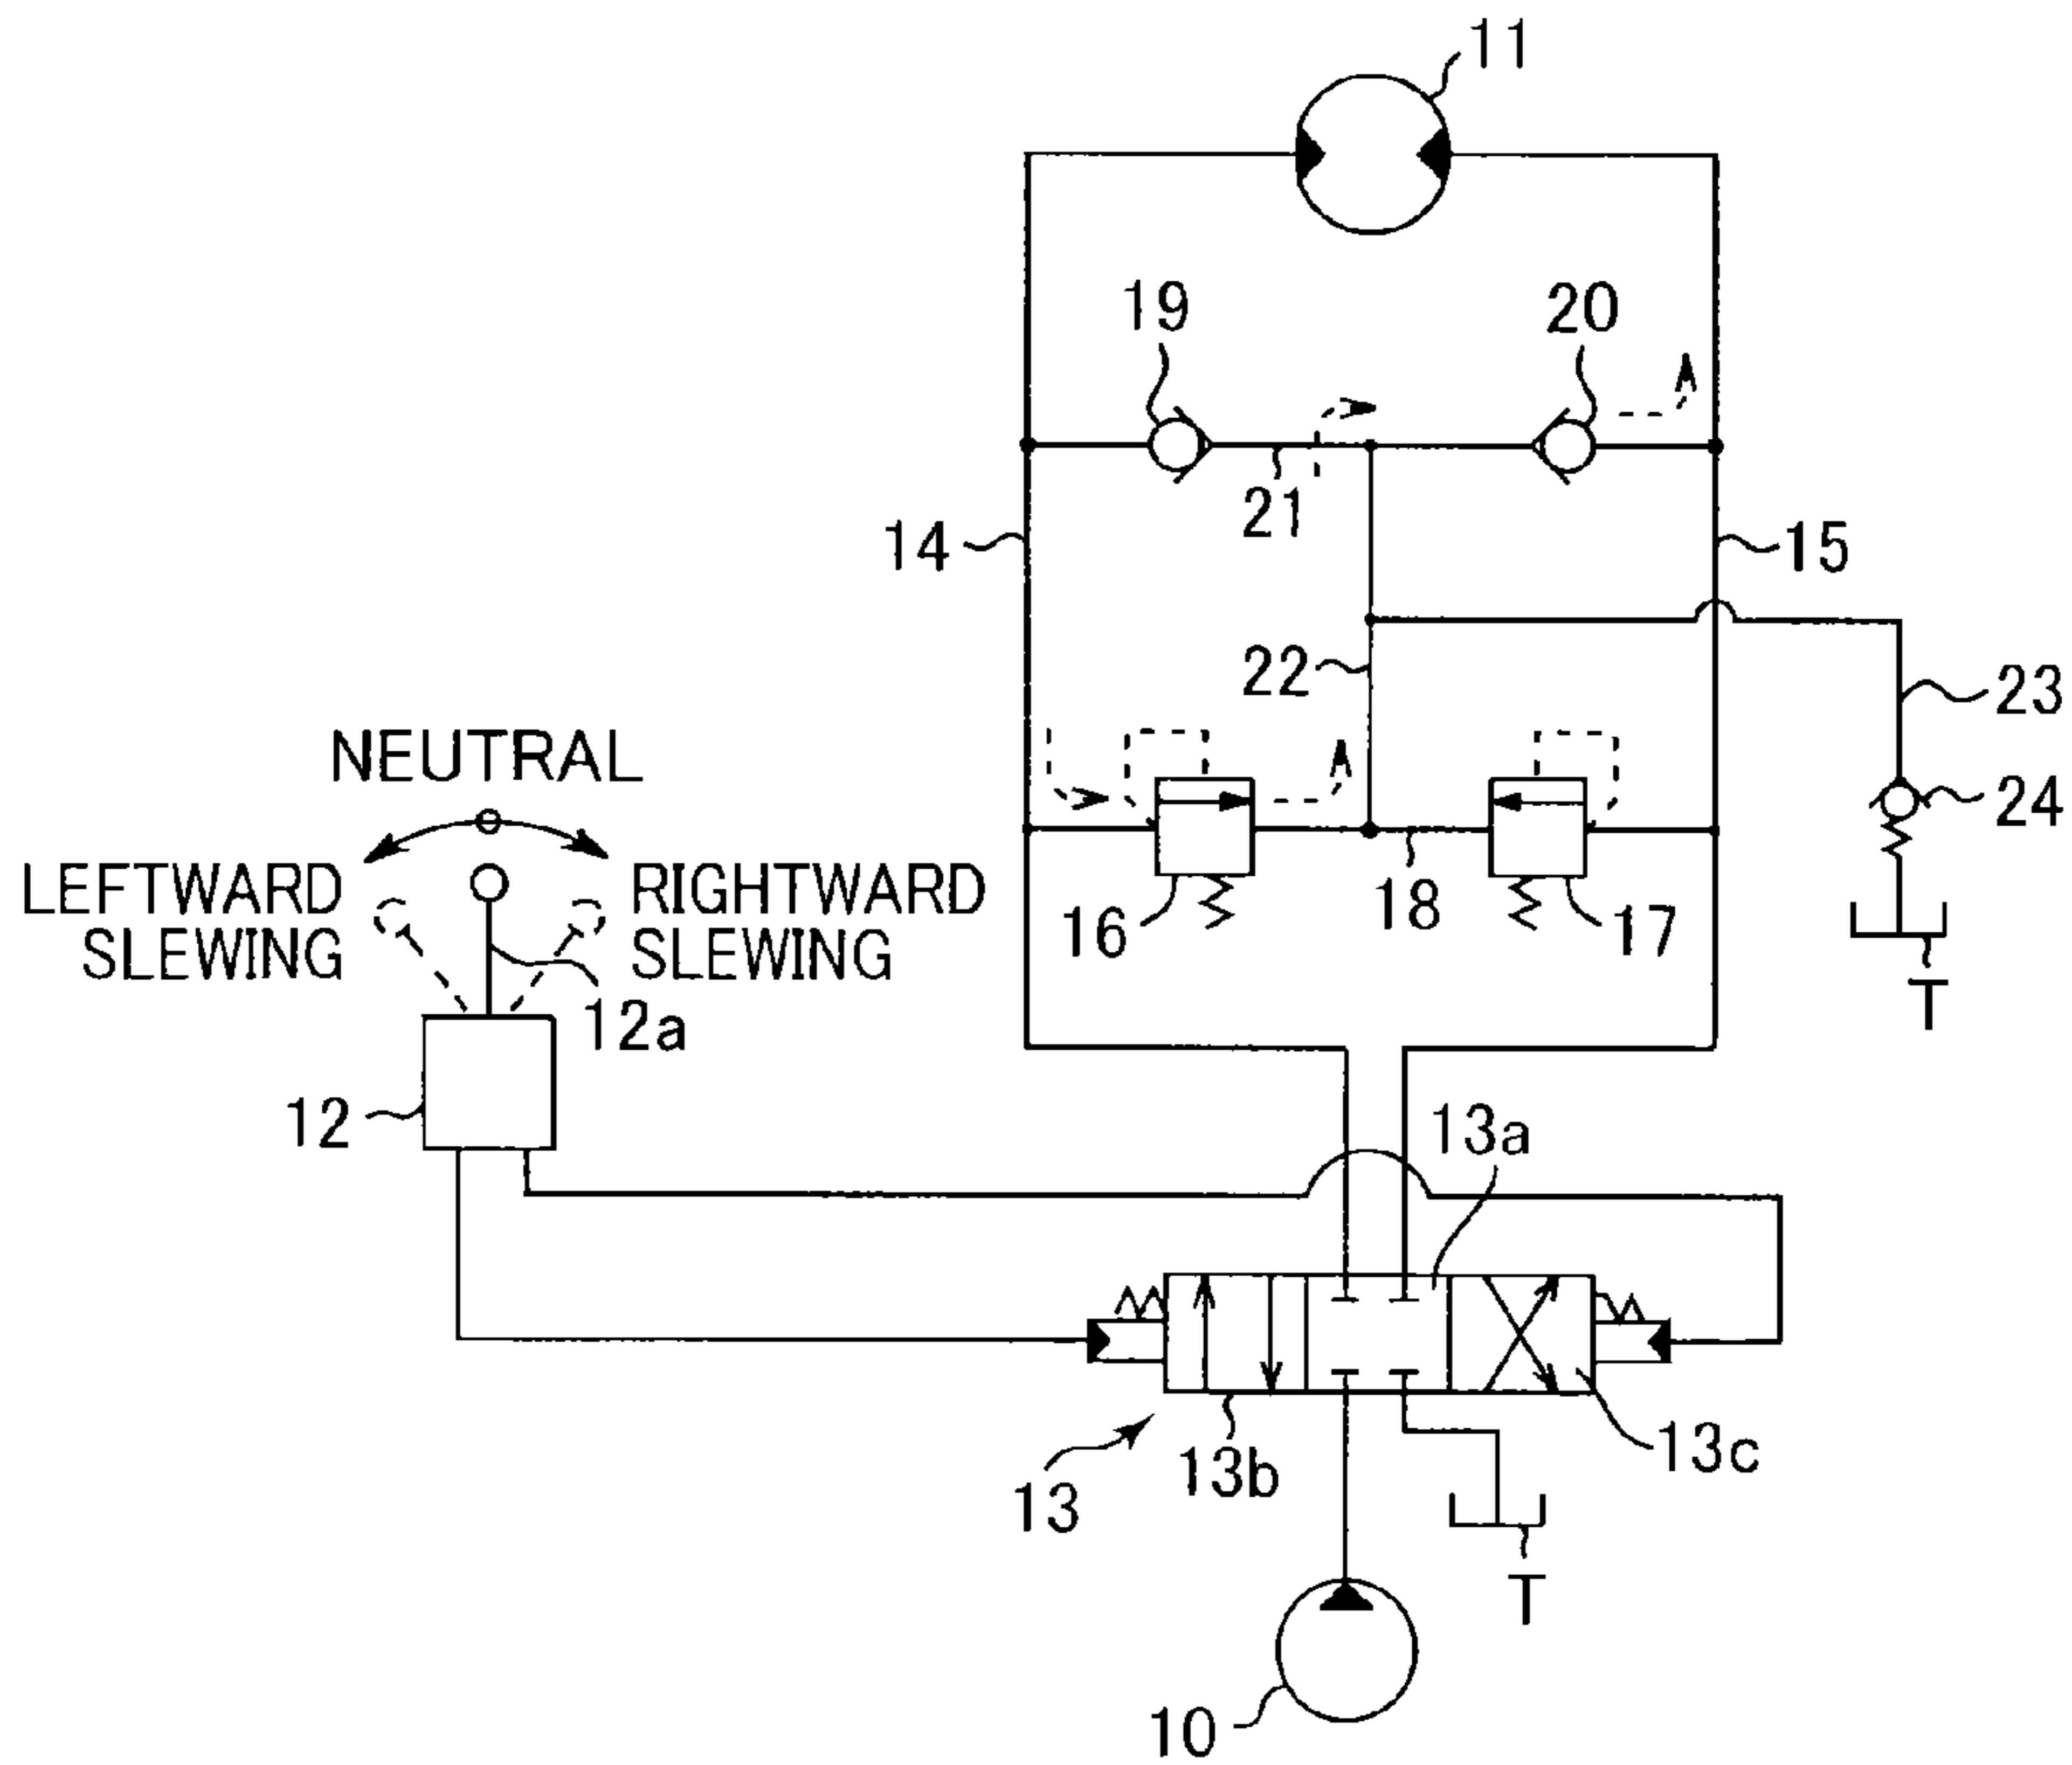 11
19
20
21
14
15
22
23
NEUTRAL
24
LEFTWARD
SLEWING
RIGHTWARD
SLEWING
16
18
17
12a
T
12
13a
13
13b
13c
T
10